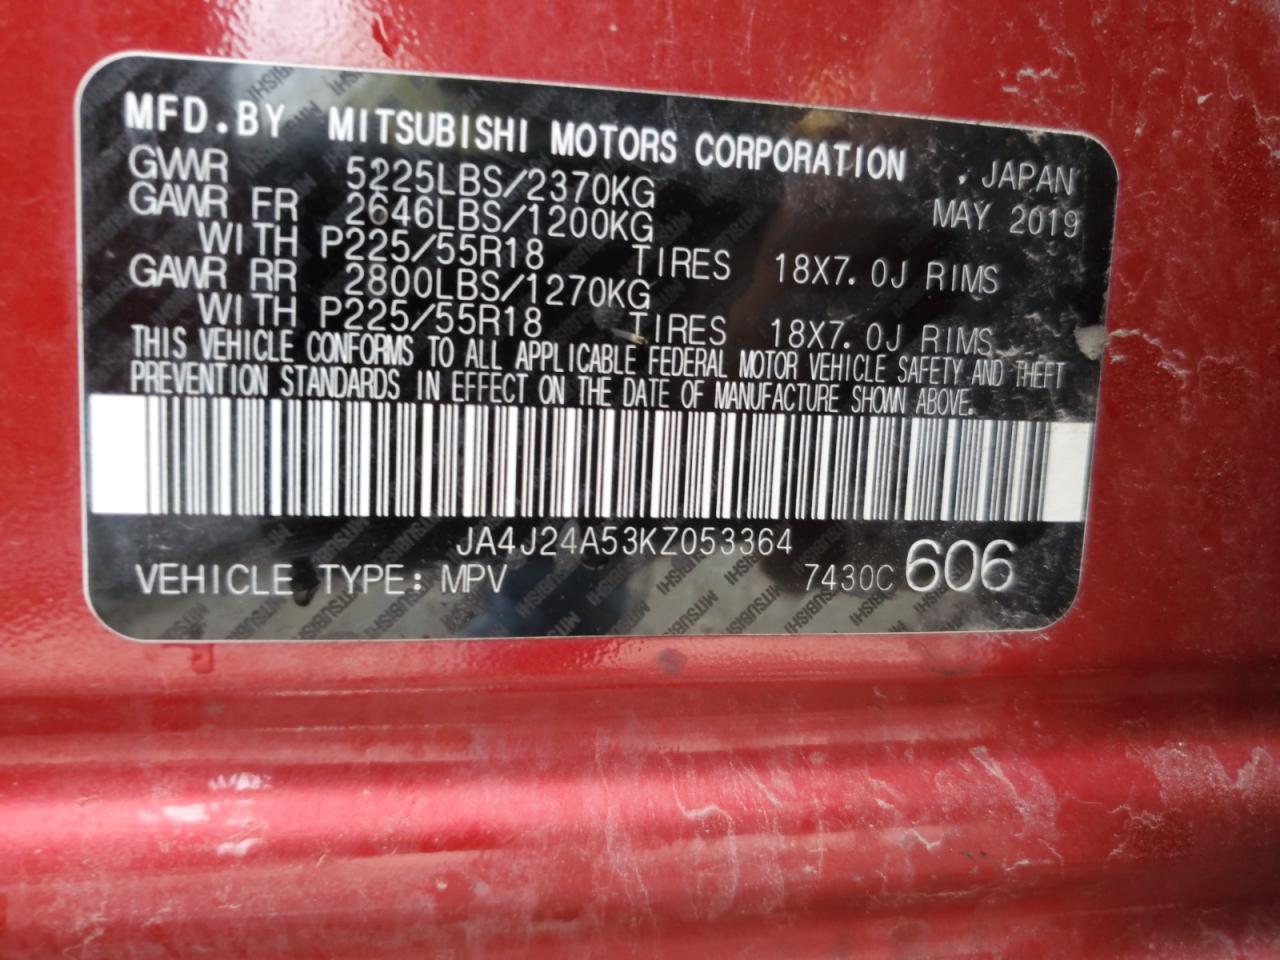 MFD.BY MITSUBISHI MOTORS CORPORATION JAPAN
GVWR 5225LBS/2370KG MAY 2019
GAWR FR 2646LBS/1200KG
WITH P225/55R18 TIRES 18X7.0J RIMS
GAWR RR 2800LBS/1270KG
WITH P225/55R18 TIRES 18X7.0J RIMS
THIS VEHICLE CONFORMS TO ALL APPLICABLE FEDERAL MOTOR VEHICLE SAFETY AND THEFT
PREVENTION STANDARDS IN EFFECT ON THE DATE OF MANUFACTURE SHOWN ABOVE.
JA4J24A53KZ053364
VEHICLE TYPE: MPV 7430C 606